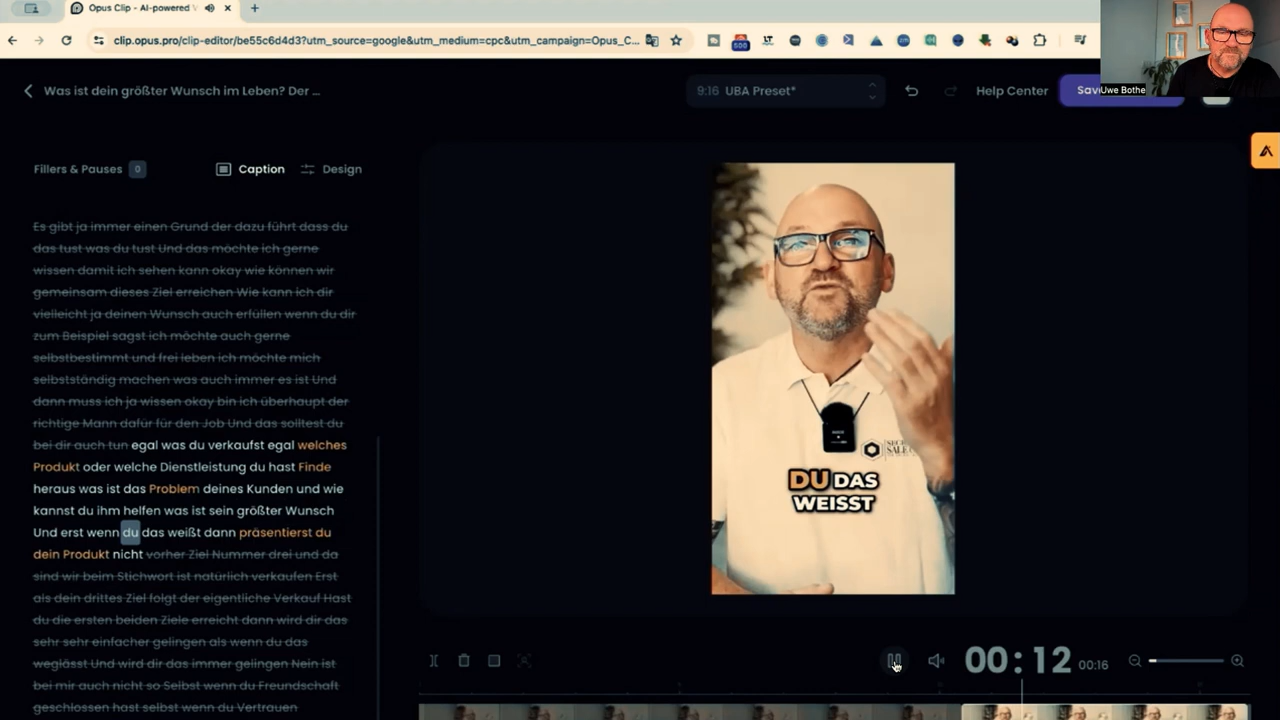 Opus Clip - AI-powered V
clip.opus.pro/clip-editor/be55c6d4d3?utm_source=google&utm_medium=cpc&utm_campaign=Opus_C...
Was ist dein größter Wunsch im Leben? Der ...
9:16 UBA Preset*
Help Center
Save
Uwe Bothe
Fillers & Pauses 0
Caption
Design
Es gibt ja immer einen Grund der dazu führt dass du
das tust was du tust Und das möchte ich gerne
wissen damit ich sehen kann okay wie können wir
gemeinsam dieses Ziel erreichen Wie kann ich dir
vielleicht ja deinen Wunsch auch erfüllen wenn du dir
zum Beispiel sagst ich möchte auch gerne
selbstbestimmt und frei leben ich möchte mich
selbstständig machen was auch immer es ist Und
dann muss ich ja wissen okay bin ich überhaupt der
richtige Mann dafür für den Job Und das solltest du
bei dir auch tun egal was du verkaufst egal welches
Produkt oder welche Dienstleistung du hast Finde
heraus was ist das Problem deines Kunden und wie
kannst du ihm helfen was ist sein größter Wunsch
Und erst wenn du das weißt dann präsentierst du
dein Produkt nicht vorher Ziel Nummer drei und da
sind wir beim Stichwort ist natürlich verkaufen Erst
als dein drittes Ziel folgt der eigentliche Verkauf Hast
du die ersten beiden Ziele erreicht dann wird dir das
sehr sehr einfacher gelingen als wenn du das
weglässt Und wird dir das immer gelingen Nein ist
bei mir auch nicht so Selbst wenn du Freundschaft
geschlossen hast selbst wenn du Vertrauen
DU DAS
WEISST
00:12 00:16